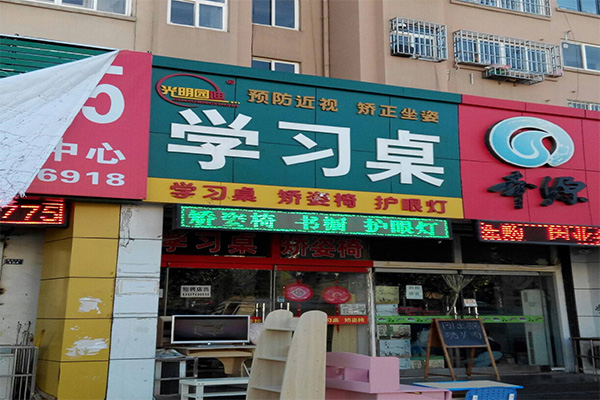 5
中心
6918
光明园迪
预防近视 矫正坐姿
学习桌
学习桌 矫姿椅 护眼灯
矫姿椅 书橱 护眼灯
香源
775
学习桌 矫姿椅